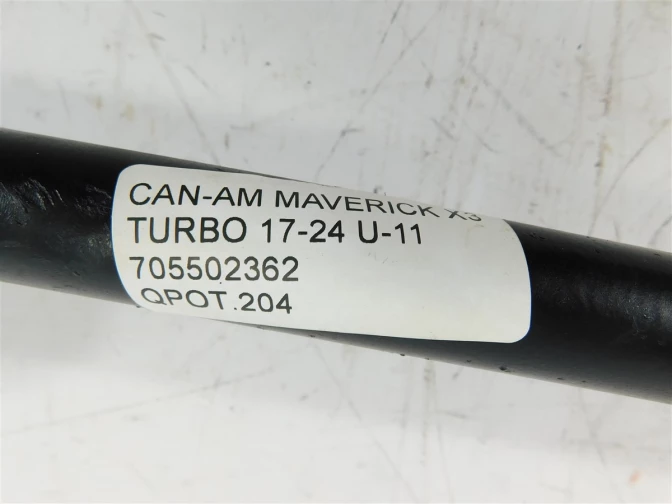 CAN-AM MAVERICK X3
TURBO 17-24 U-11
705502362
QPOT.204